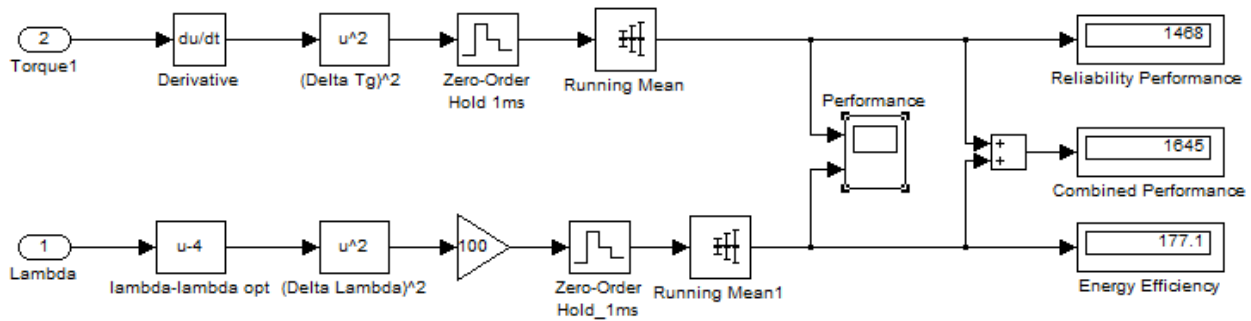 2
Torque1
du/dt
Derivative
u^2
(Delta Tg)^2
Zero-Order
Hold 1ms
Running Mean
Performance
1468
Reliability Performance
+
+
1645
Combined Performance
1
Lambda
u-4
lambda-lambda opt
u^2
(Delta Lambda)^2
100
Zero-Order
Hold_1ms
Running Mean1
177.1
Energy Efficiency